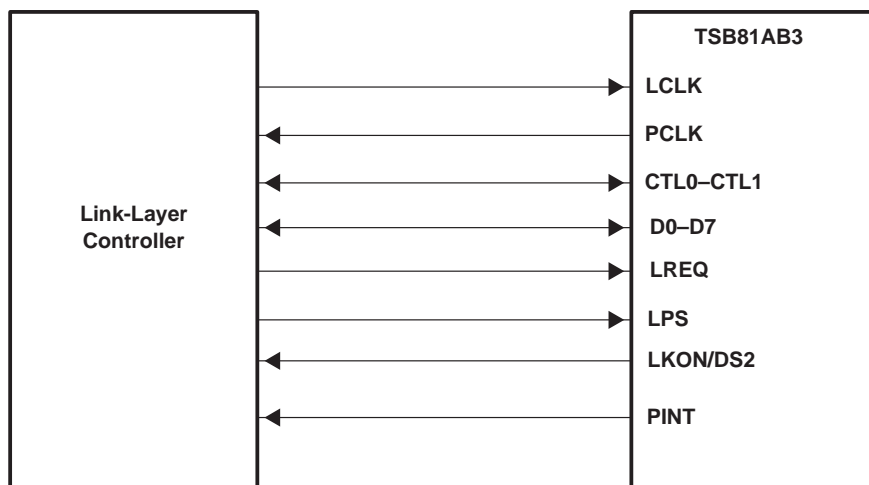 TSB81AB3
LCLK
PCLK
CTL0–CTL1
Link-Layer
Controller
D0–D7
LREQ
LPS
LKON/DS2
PINT